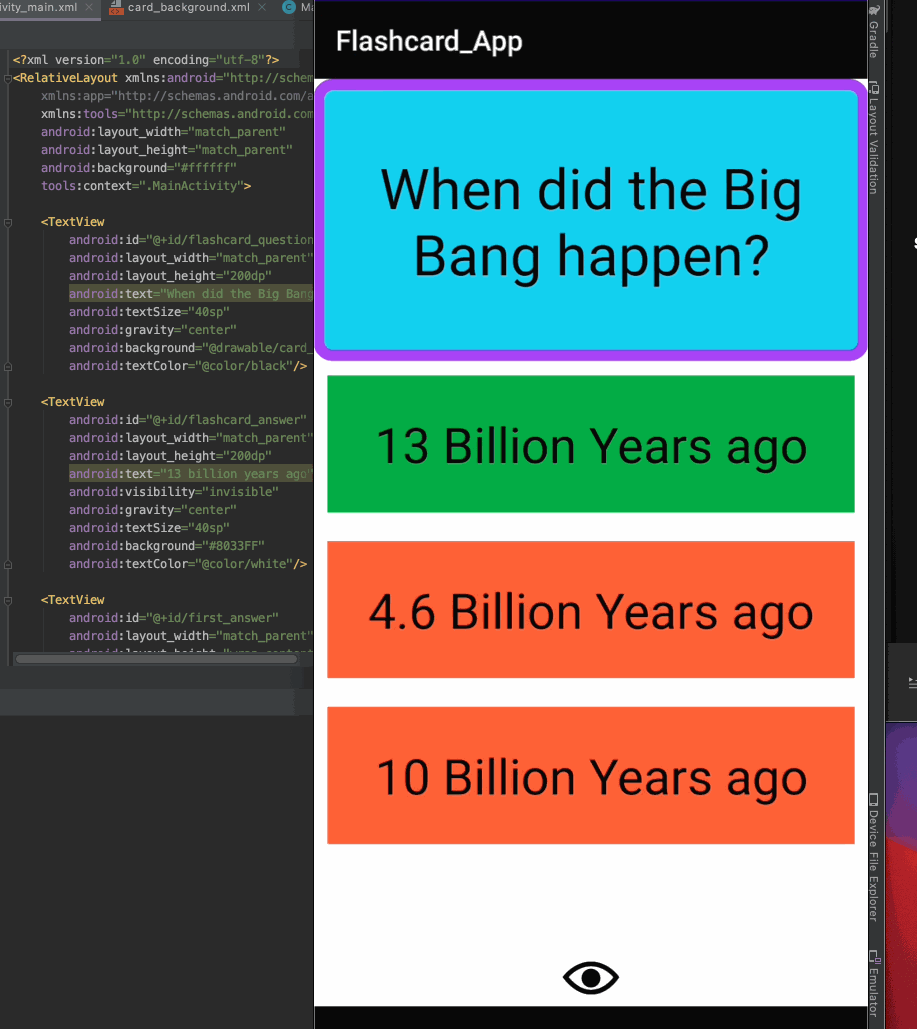 ivity_main.xml
card_background.xml
<?xml version="1.0" encoding="utf-8"?>
<RelativeLayout xmlns:android="http://schem
xmlns:app="http://schemas.android.com/a
xmlns:tools="http://schemas.android.com
android:layout_width="match_parent"
android:layout_height="match_parent"
android:background="#ffffff"
tools:context=".MainActivity">
<TextView
android:id="@+id/flashcard_question
android:layout_width="match_parent"
android:layout_height="200dp"
android:text="When did the Big Bang
android:textSize="40sp"
android:gravity="center"
android:background="@drawable/card_
android:textColor="@color/black"/>
<TextView
android:id="@+id/flashcard_answer"
android:layout_width="match_parent"
android:layout_height="200dp"
android:text="13 billion years ago"
android:visibility="invisible"
android:gravity="center"
android:textSize="40sp"
android:background="#8033FF"
android:textColor="@color/white"/>
<TextView
android:id="@+id/first_answer"
android:layout_width="match_parent"
Flashcard_App
When did the Big
Bang happen?
13 Billion Years ago
4.6 Billion Years ago
10 Billion Years ago
Gradle
Layout Validation
Device File Explorer
Emulator